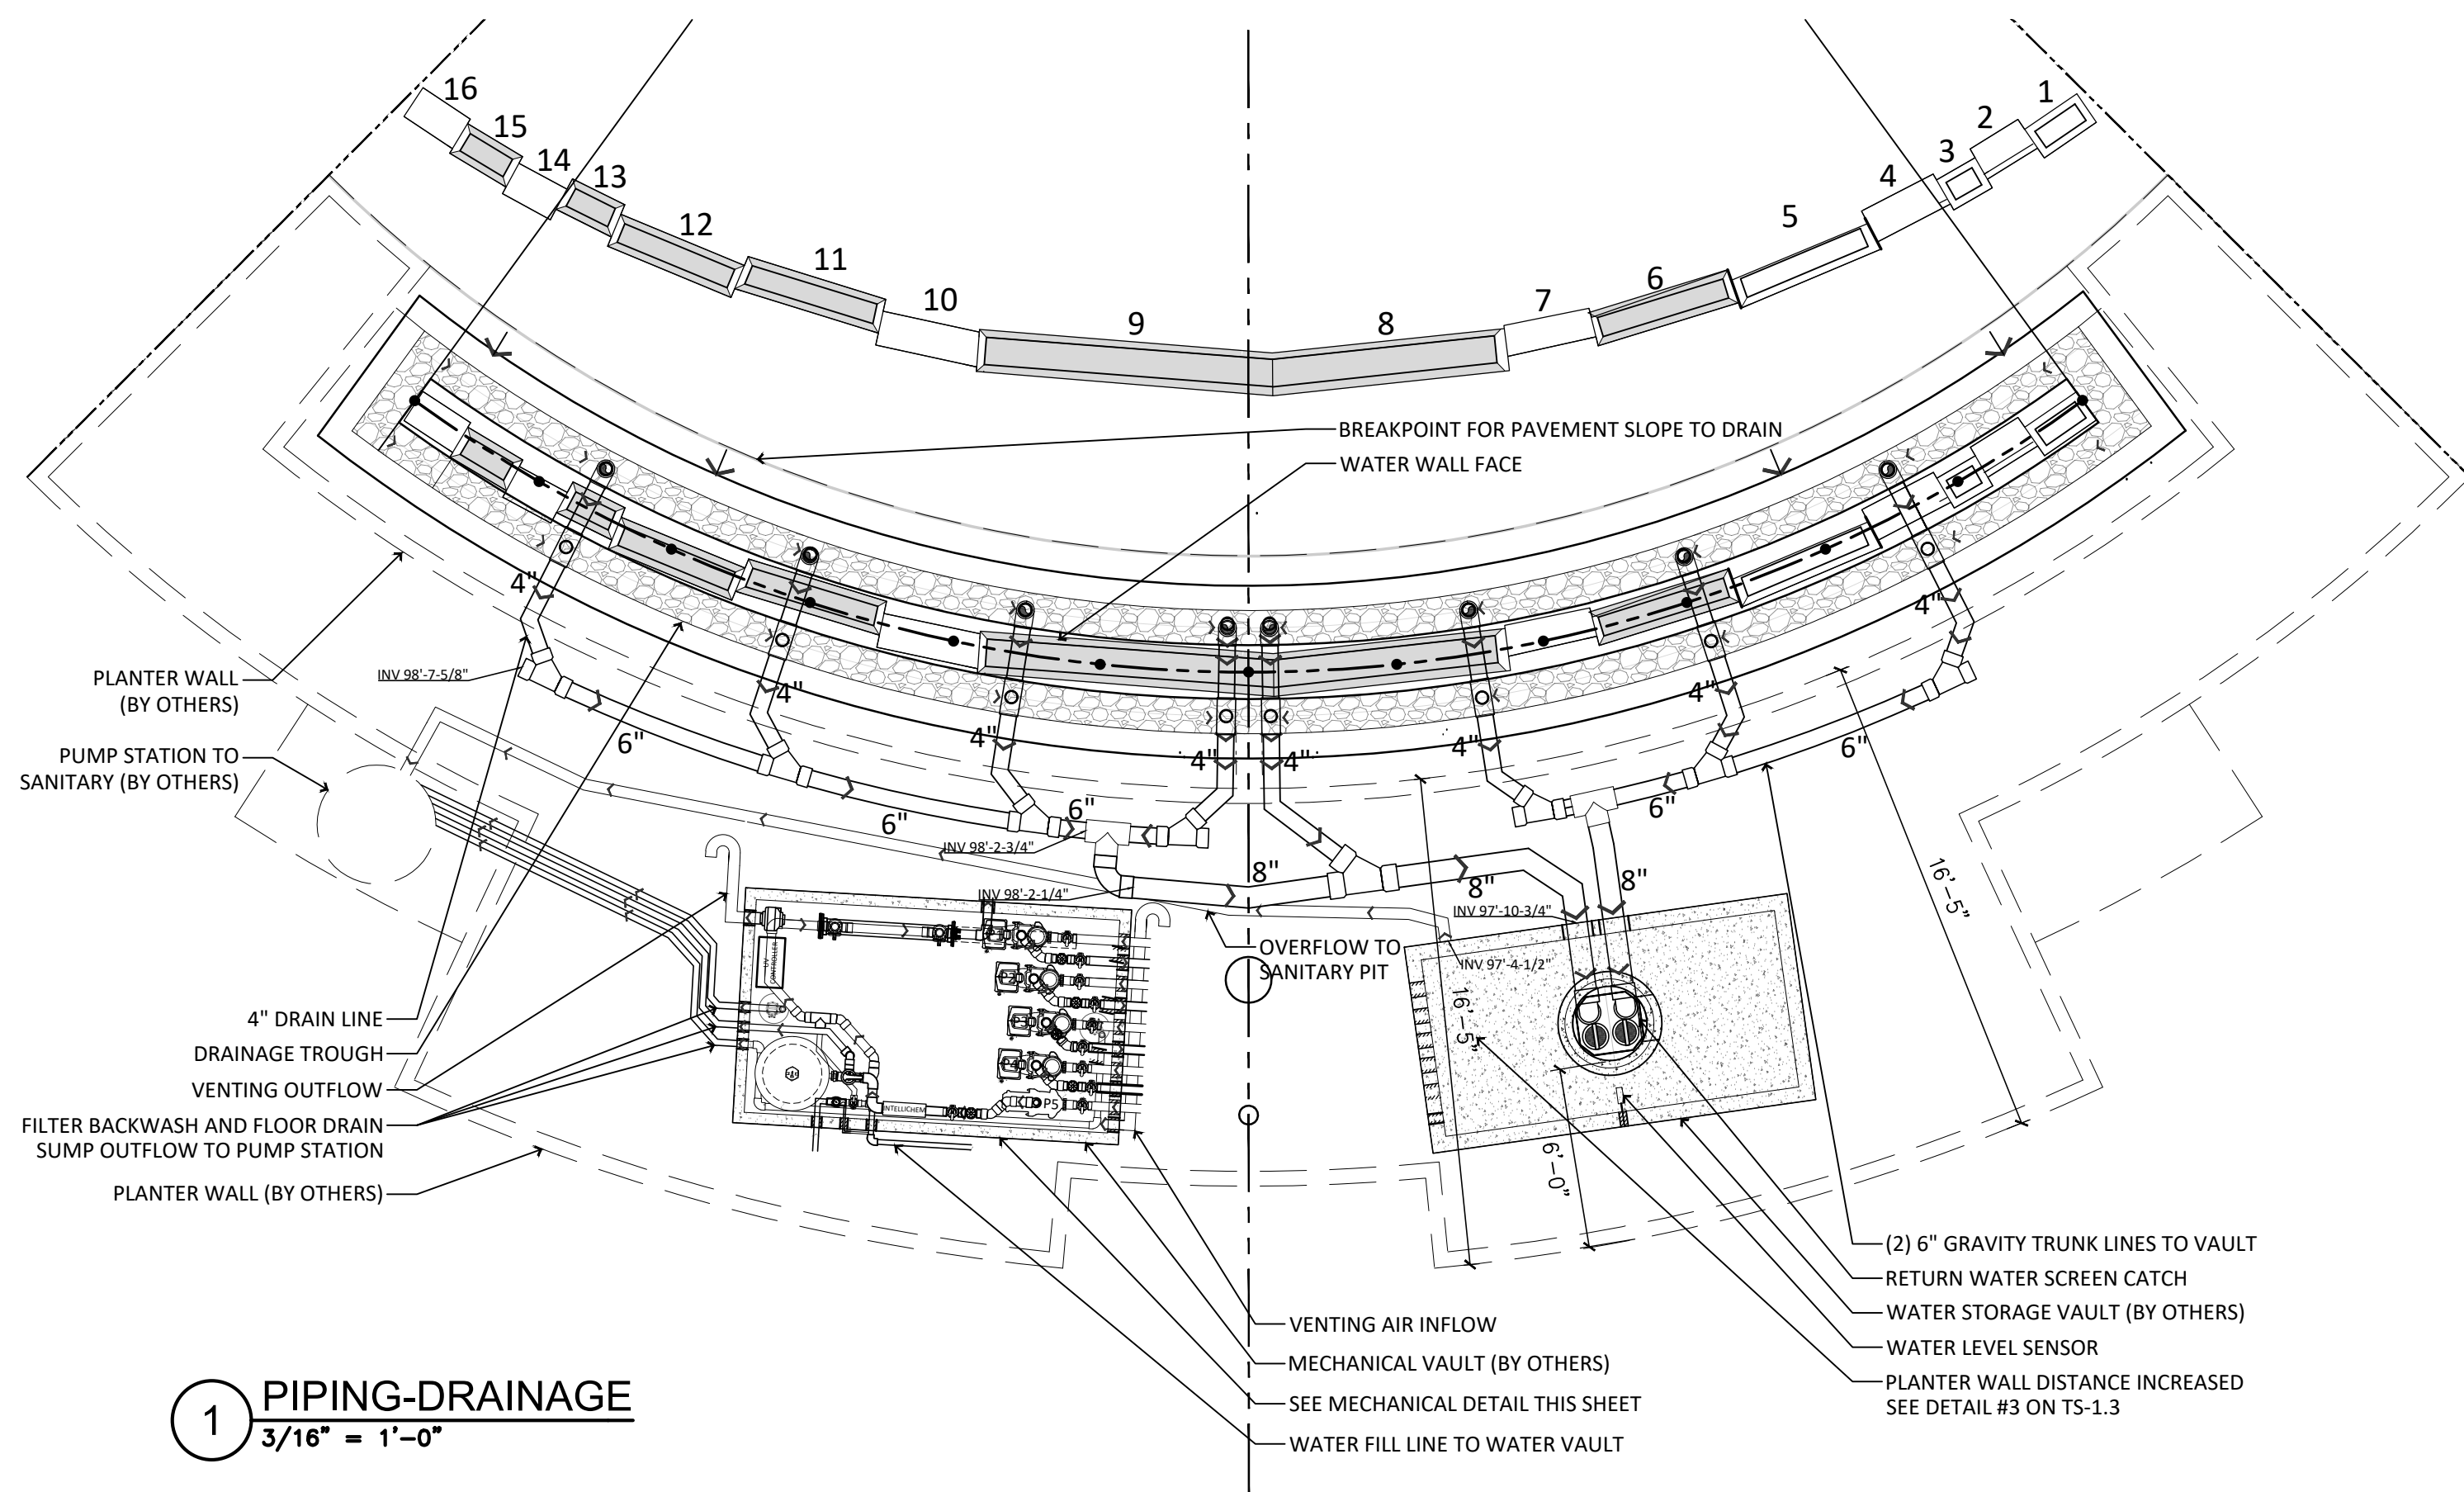 16
15
14
13
12
11
10
9
8
7
6
5
4
3
2
1
BREAKPOINT FOR PAVEMENT SLOPE TO DRAIN
WATER WALL FACE
4"
4"
4"
4"
4"
4"
4"
4"
PLANTER WALL
(BY OTHERS)
INV 98'-7-5/8"
PUMP STATION TO
SANITARY (BY OTHERS)
6"
6"
6"
6"
6"
INV 98'-2-3/4"
INV 98'-2-1/4"
8"
8"
8"
INV 97'-10-3/4"
INV 97'-4-1/2"
OVERFLOW TO
SANITARY PIT
16'-5"
16'-5"
6'-0"
UV
CONTROLLER
P2
P3
P4
P5
INTELLICHEM
4" DRAIN LINE
DRAINAGE TROUGH
VENTING OUTFLOW
FILTER BACKWASH AND FLOOR DRAIN
SUMP OUTFLOW TO PUMP STATION
PLANTER WALL (BY OTHERS)
(2) 6" GRAVITY TRUNK LINES TO VAULT
RETURN WATER SCREEN CATCH
WATER STORAGE VAULT (BY OTHERS)
WATER LEVEL SENSOR
PLANTER WALL DISTANCE INCREASED
SEE DETAIL #3 ON TS-1.3
VENTING AIR INFLOW
MECHANICAL VAULT (BY OTHERS)
SEE MECHANICAL DETAIL THIS SHEET
WATER FILL LINE TO WATER VAULT
1
PIPING-DRAINAGE
3/16" = 1'-0"